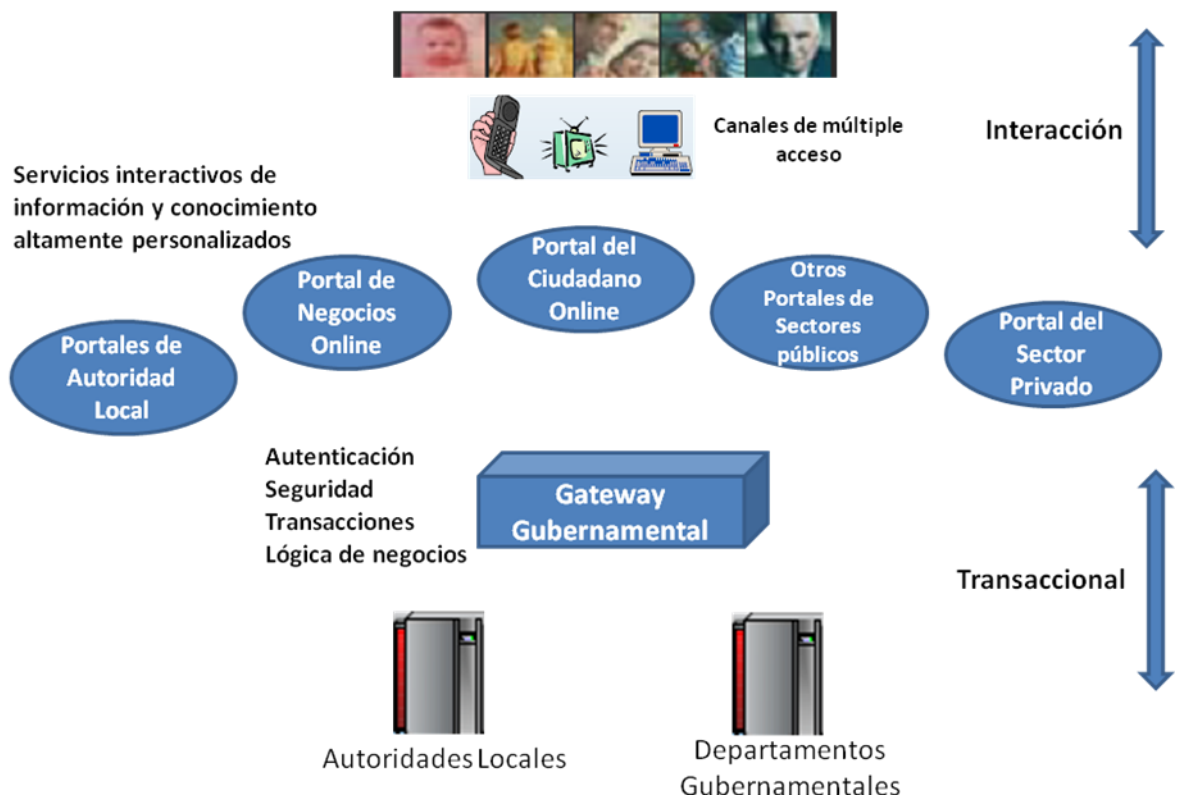 Canales de múltiple
acceso
Interacción
Servicios interactivos de
información y conocimiento
altamente personalizados
Portales de
Autoridad
Local
Portal de
Negocios
Online
Portal del
Ciudadano
Online
Otros
Portales de
Sectores
públicos
Portal del
Sector
Privado
Autenticación
Seguridad
Transacciones
Lógica de negocios
Gateway
Gubernamental
Transaccional
Autoridades Locales
Departamentos
Gubernamentales